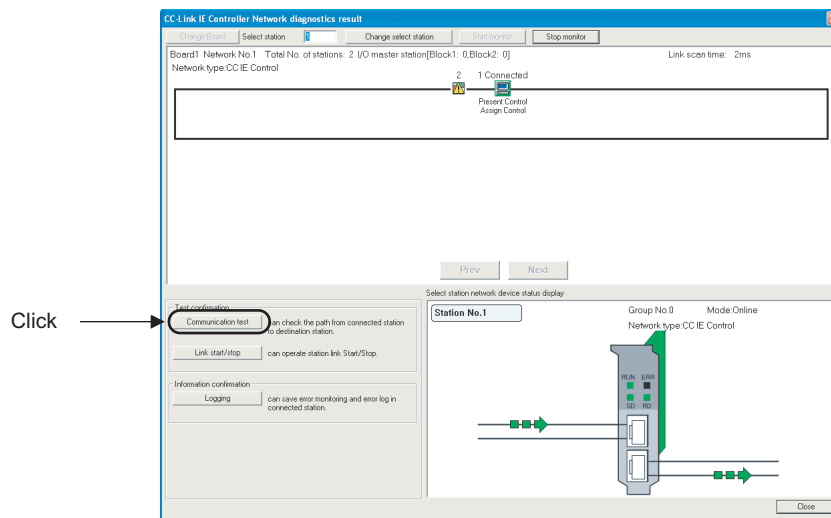 CC-Link IE Controller Network diagnostics result
Change Board Select station 1 Change select station Start monitor Stop monitor
Board1 Network No.1 Total No. of stations: 2 I/O master station[Block1: 0,Block2: 0] Link scan time: 2ms
Network type:CC IE Control
2 1 Connected
Present Control
Assign Control
Prev Next
Select station network device status display
Test confirmation
Click
Communication test can check the path from connected station
to destination station.
Link start/stop can operate station link Start/Stop.
Information confirmation
Logging can save error monitoring and error log in
connected station.
Station No.1
Group No.0 Mode:Online
Network type:CC IE Control
RUN ERR
SD RD
Close